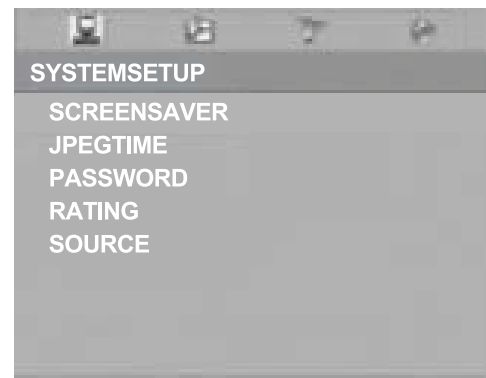 SYSTEMSETUP
SCREENSAVER
JPEGTIME
PASSWORD
RATING
SOURCE